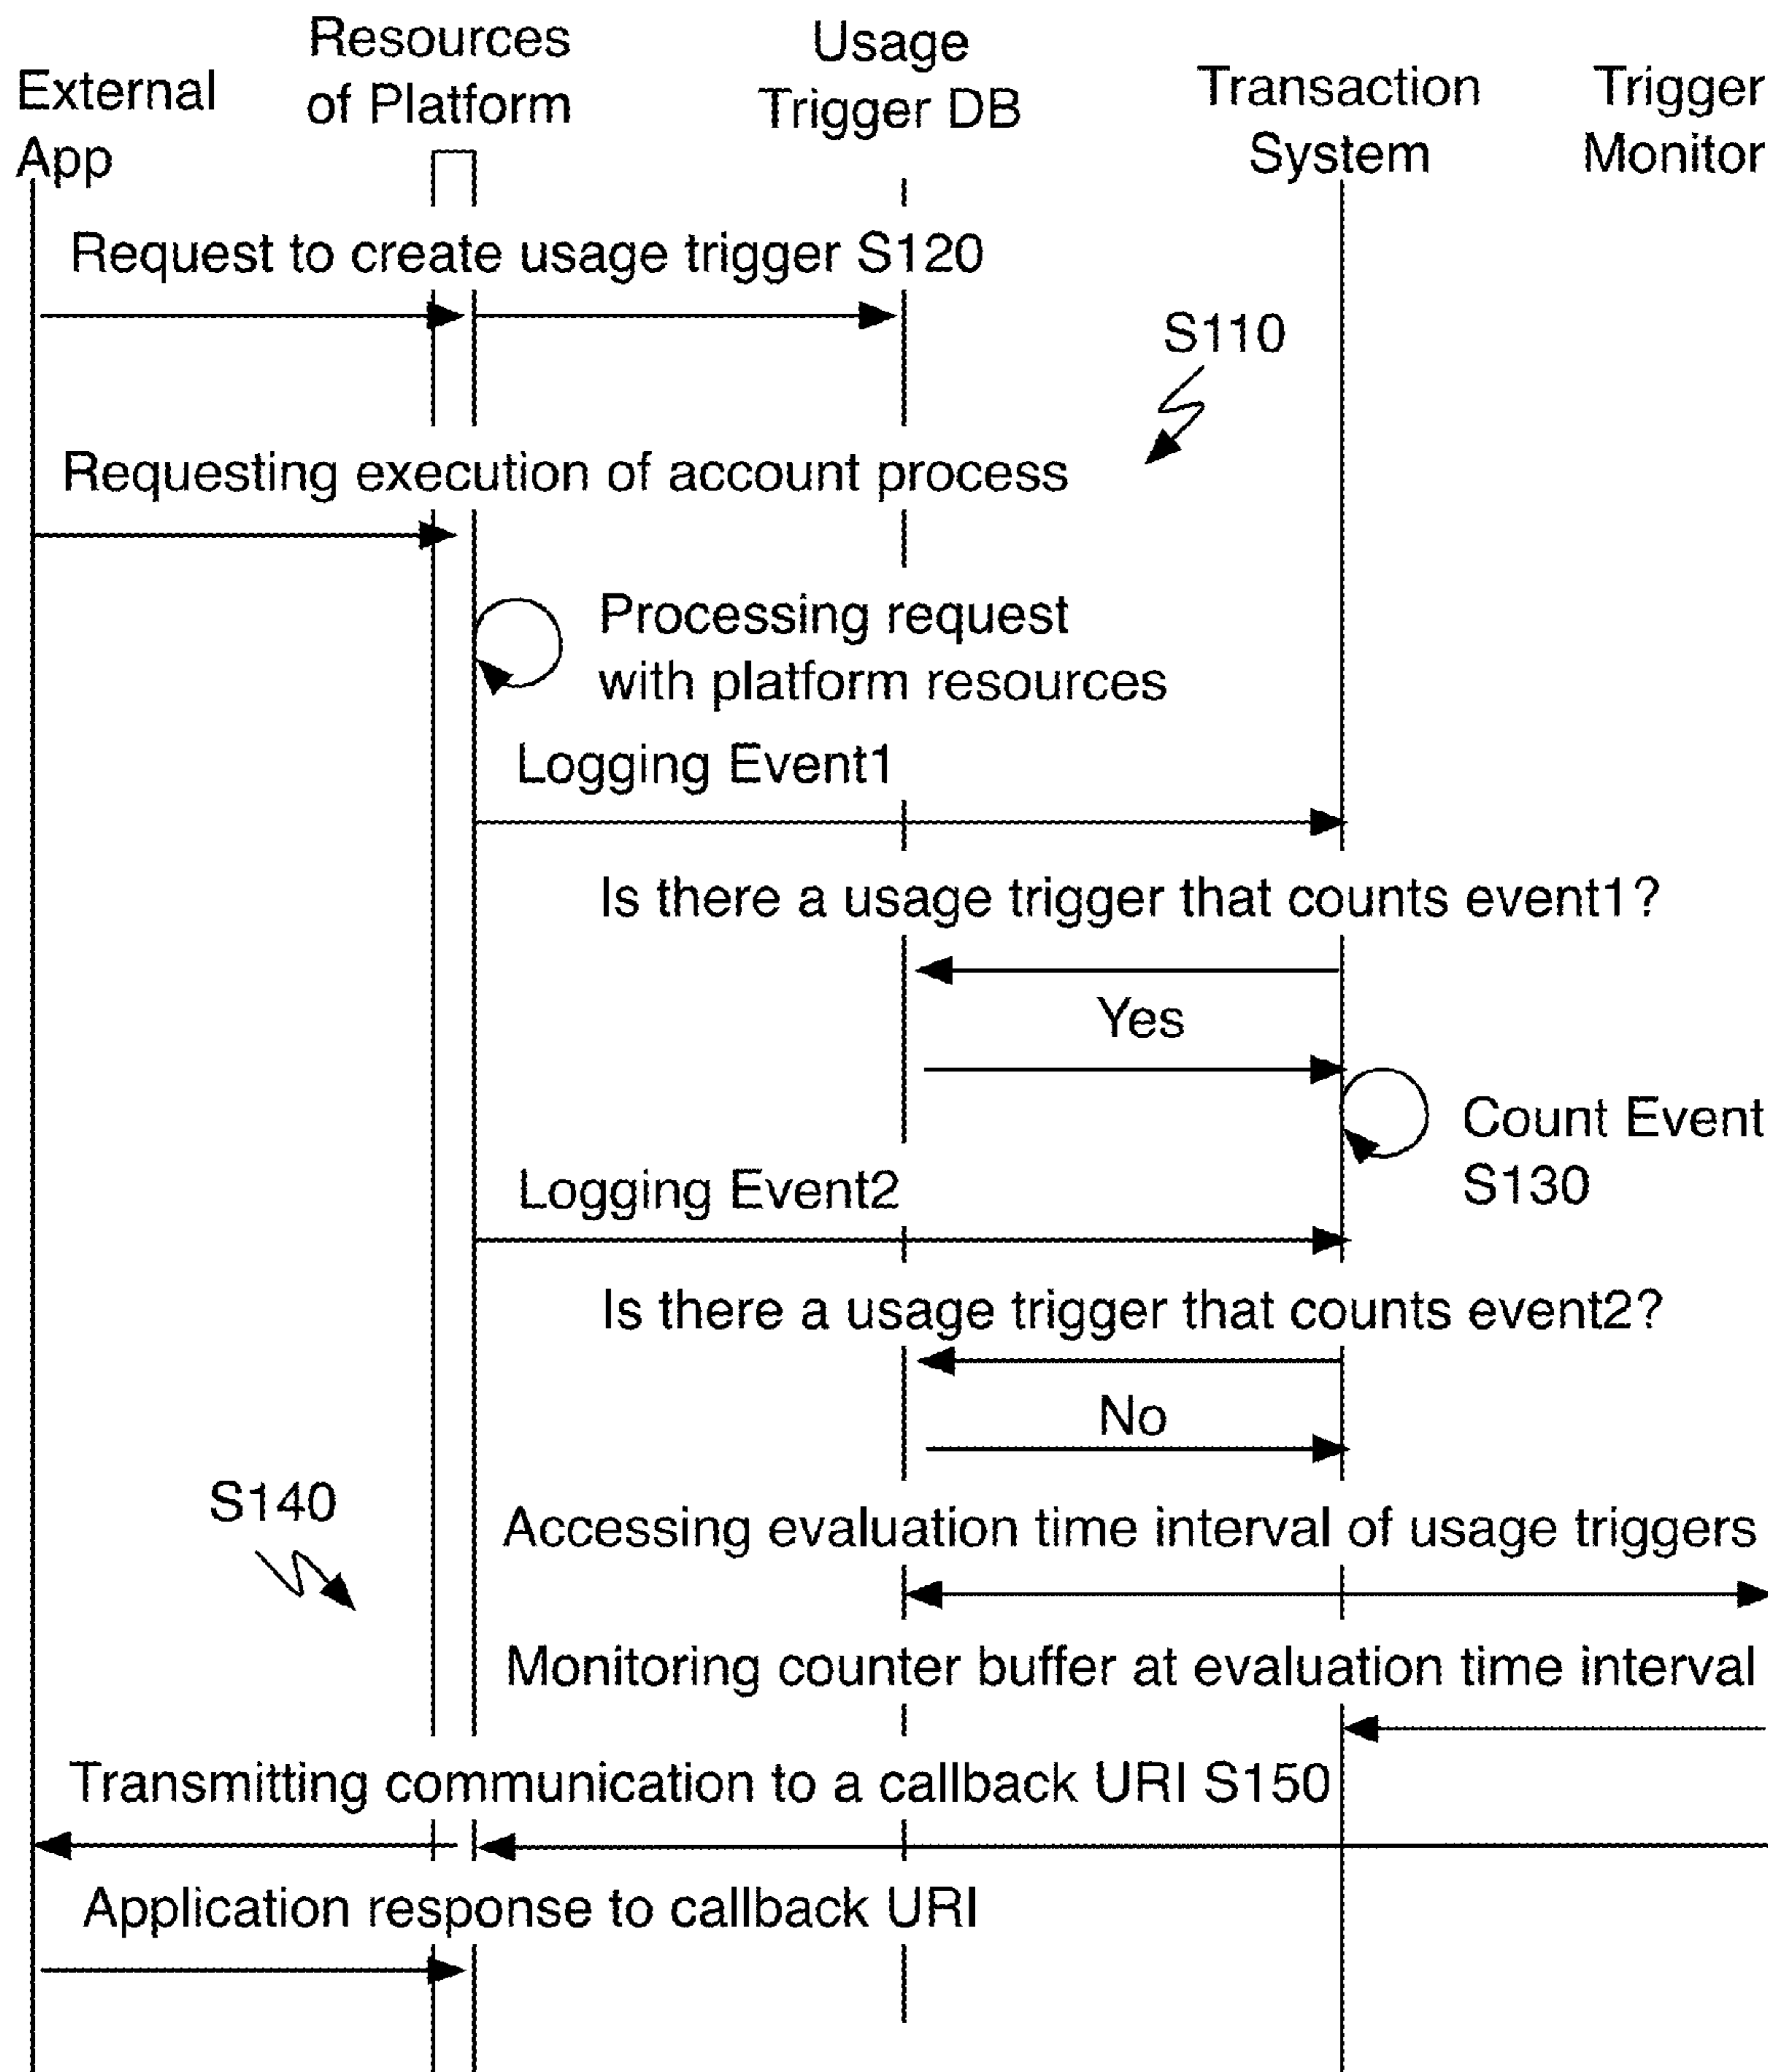 External
App
Resources
of Platform
Usage
Trigger DB
Transaction
System
Trigger
Monitor
Request to create usage trigger S120
S110
Requesting execution of account process
Processing request
with platform resources
Logging Event1
Is there a usage trigger that counts event1?
Yes
Count Event
S130
Logging Event2
Is there a usage trigger that counts event2?
No
S140
Accessing evaluation time interval of usage triggers
Monitoring counter buffer at evaluation time interval
Transmitting communication to a callback URI S150
Application response to callback URI